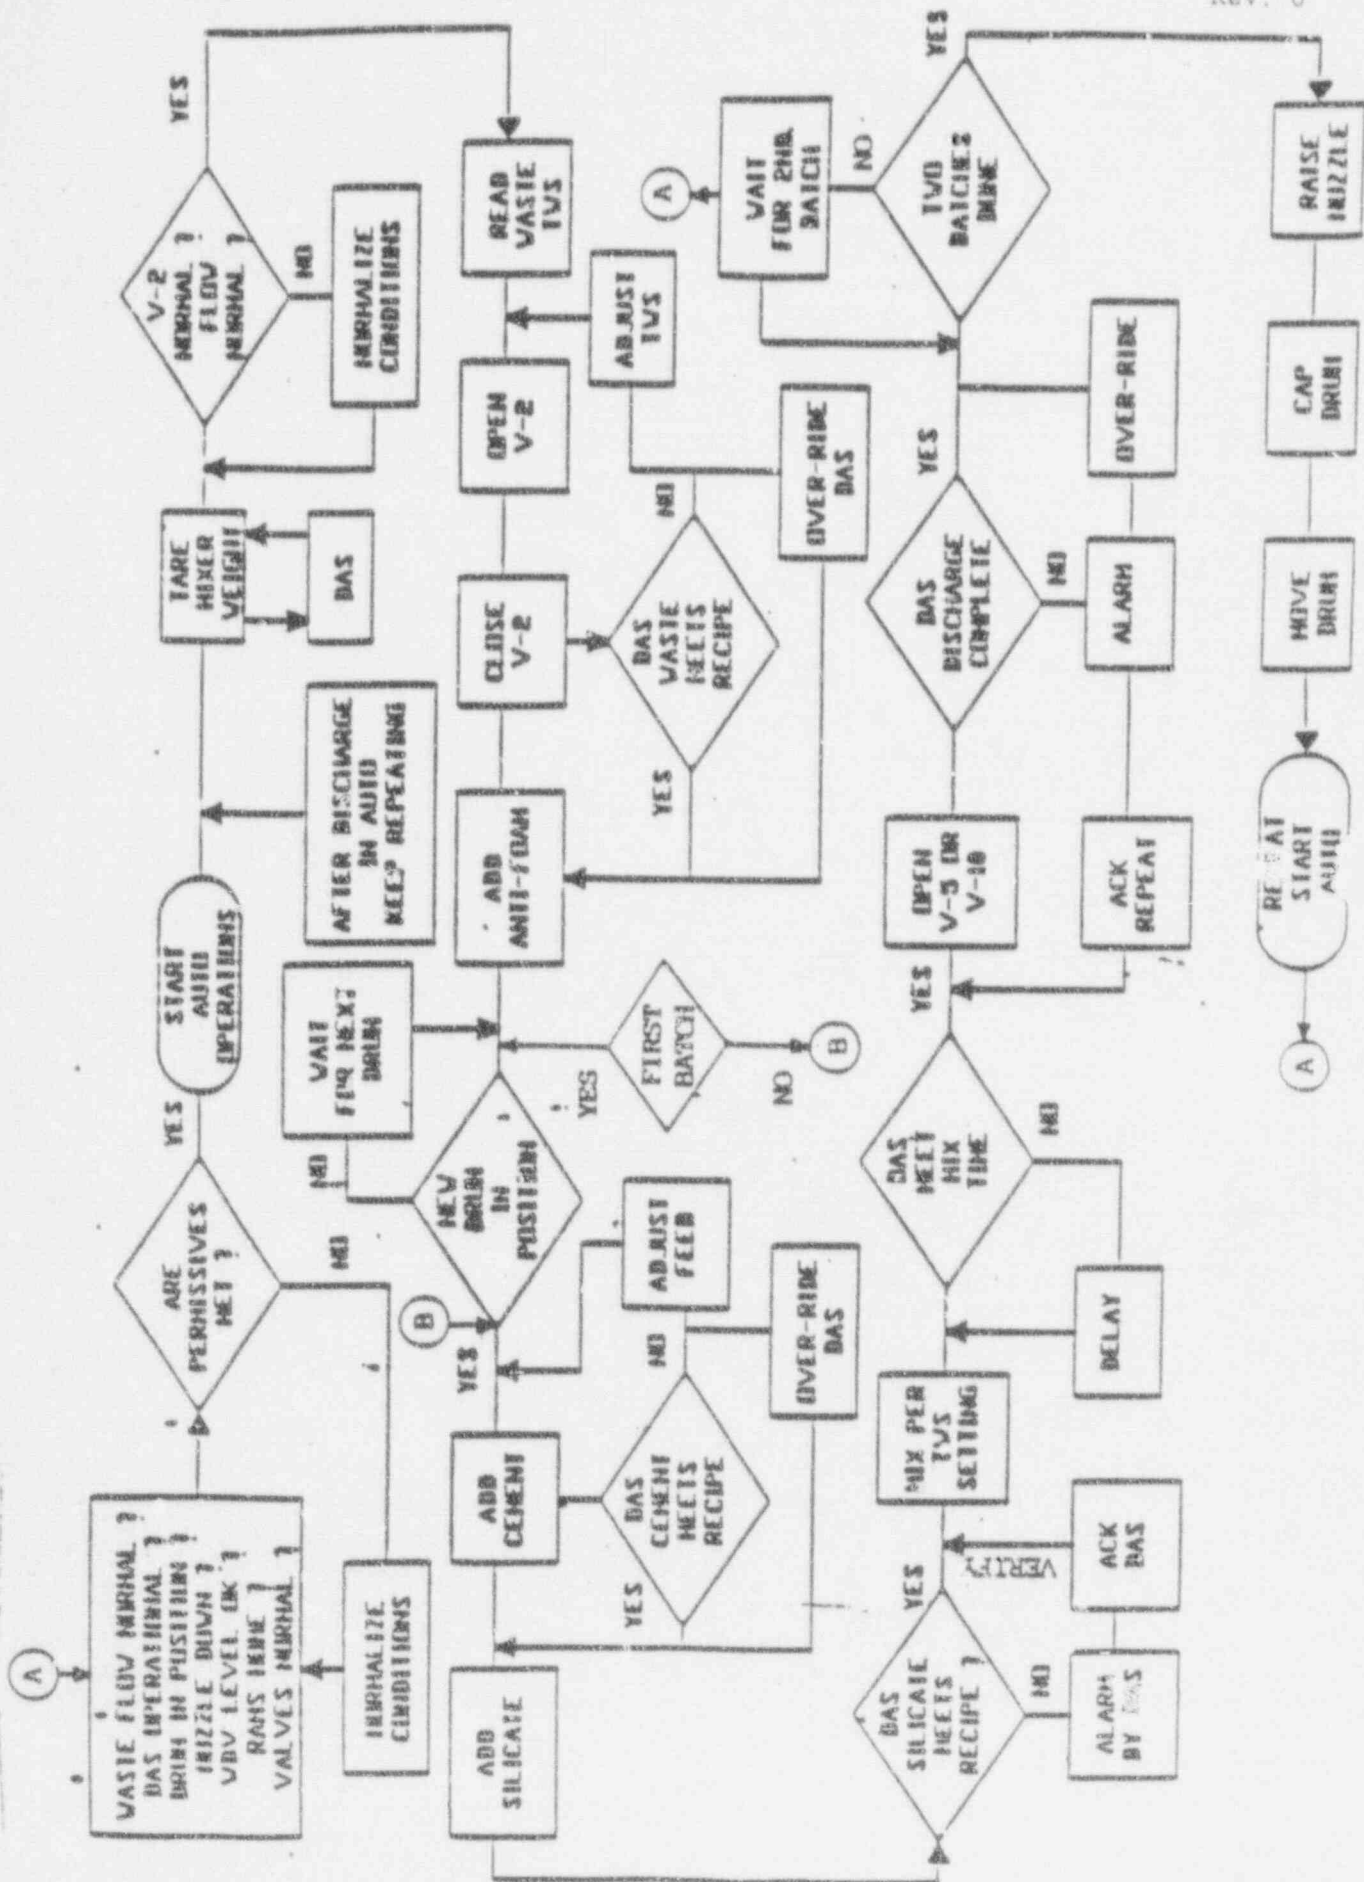 A
WASTE FLOW NORMAL ?
DAS OPERATIONAL ?
DRUM IN POSITION ?
NOZZLE DOWN ?
WDV LEVEL OK ?
RAMS HOME ?
VALVES NORMAL ?
NORMALIZE
CONDITIONS
ARE
PERMISSIVES
MET ?
NO
YES
START
AUTO
OPERATIONS
AFTER DISCHARGE
IN AUTO
KEEP REPEATING
TARE
MIXER
WEIGHT
DAS
V-2
NORMAL ?
FLOW
NORMAL ?
NO
NORMALIZE
CONDITIONS
YES
READ
WASTE
TWS
ADJUST
TWS
OPEN
V-2
CLOSE
V-2
DAS
WASTE
MEETS
RECIPE
NO
YES
OVER-RIDE
DAS
ADD
ANTI-FOAM
WAIT
FOR NEXT
DRUM
NO
NEW
DRUM
IN
POSITION
YES
FIRST
BATCH
NO
B
B
YES
ADD
CEMENT
ADJUST
FEED
DAS
CEMENT
MEETS
RECIPE
NO
YES
OVER-RIDE
DAS
ADD
SILICATE
DAS
SILICATE
MEETS
RECIPE ?
NO
YES
ALARM
BY DAS
ACK
DAS
VERIFY
MIX PER
TWS
SETTING
DELAY
DAS
MEET
MIX
TIME
NO
YES
OPEN
V-5 OR
V-10
ACK
REPEAT
DAS
DISCHARGE
COMPLETE
NO
YES
ALARM
OVER-RIDE
TWO
BATCHES
DONE
NO
WAIT
FOR 2ND
BATCH
A
YES
RAISE
NOZZLE
CAP
DRUM
MOVE
DRUM
REPEAT
START
AUTO
A